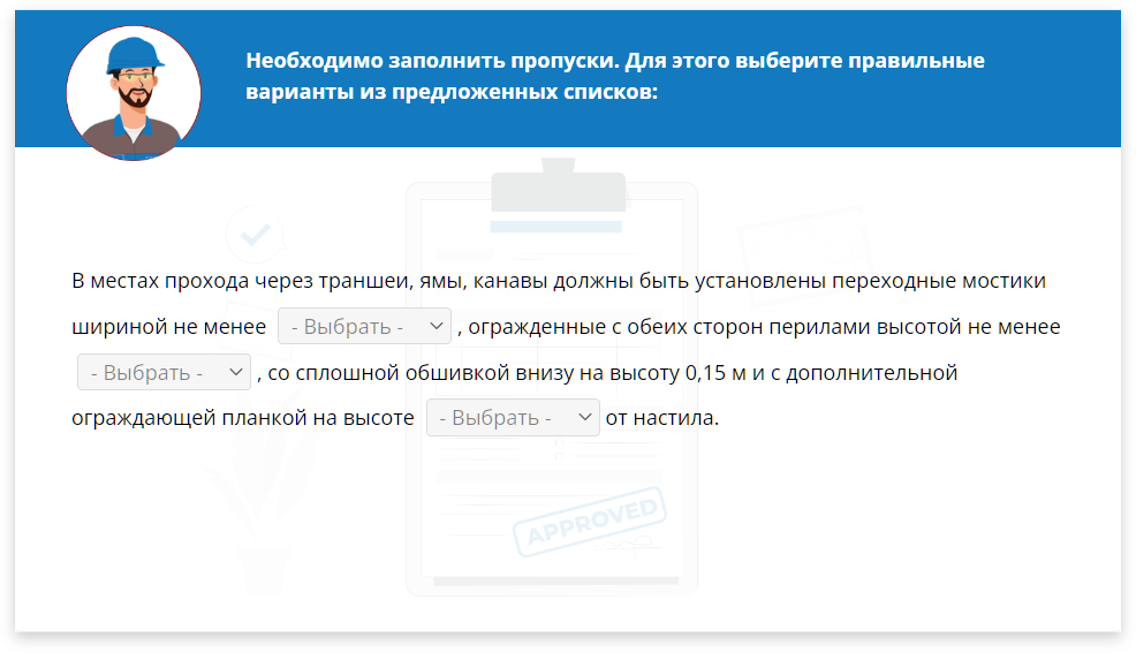 Необходимо заполнить пропуски. Для этого выберите правильные
варианты из предложенных списков:
В местах прохода через траншеи, ямы, канавы должны быть установлены переходные мостики
шириной не менее - Выбрать - , огражденные с обеих сторон перилами высотой не менее
- Выбрать - , со сплошной обшивкой внизу на высоту 0,15 м и с дополнительной
ограждающей планкой на высоте - Выбрать - от настила.
APPROVED